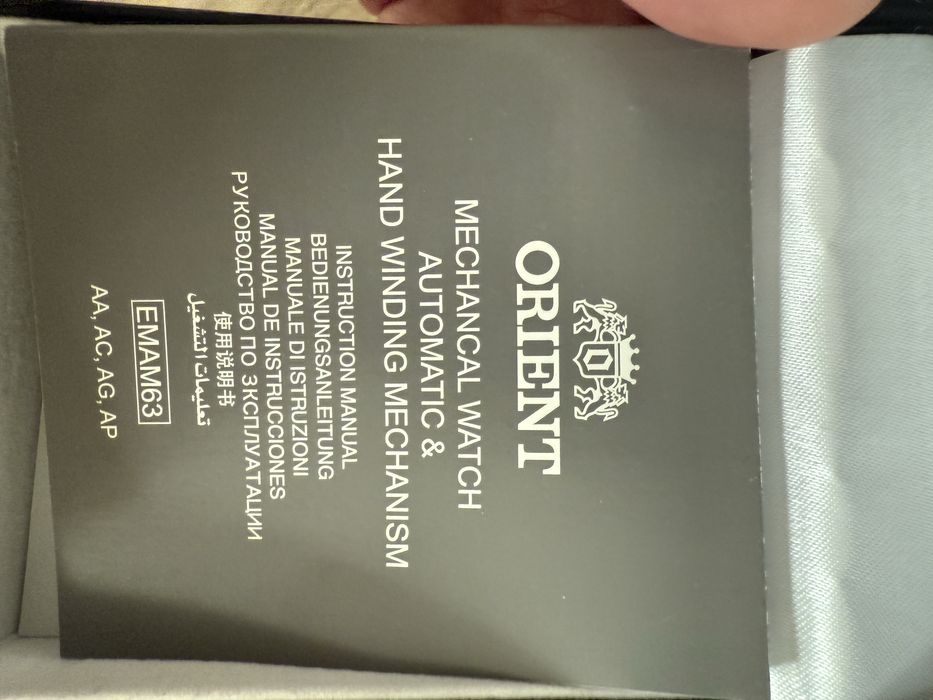 ORIENT
MECHANCAL WATCH
AUTOMATIC &
HAND WINDING MECHANISM
INSTRUCTION MANUAL
BEDIENUNGSANLEITUNG
MANUALE DI ISTRUZIONI
MANUAL DE INSTRUCCIONES
РУКОВОДСТВО ПО ЗКСПЛУАТАЦИИ
使用说明书
تعليمات التشغيل
EMAM63
AA, AC, AG, AP